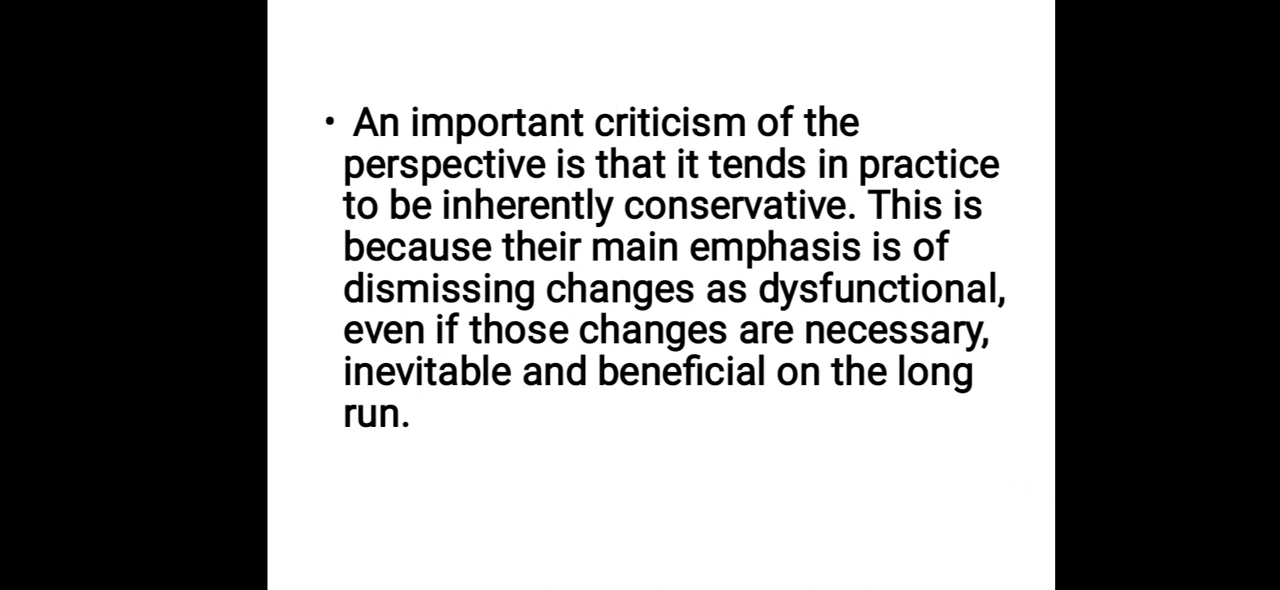 • An important criticism of the
perspective is that it tends in practice
to be inherently conservative. This is
because their main emphasis is of
dismissing changes as dysfunctional,
even if those changes are necessary,
inevitable and beneficial on the long
run.